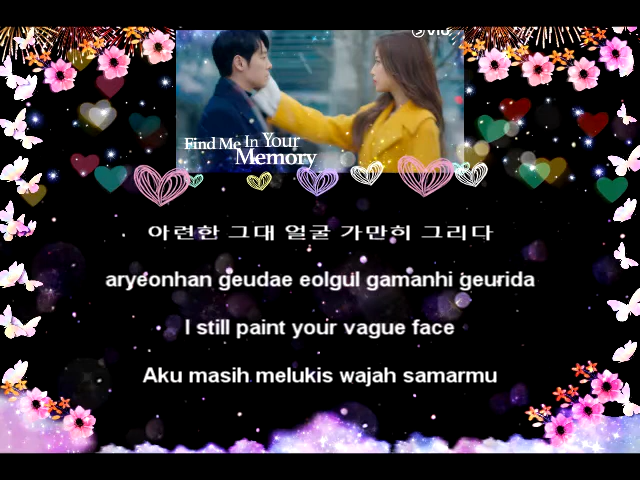 Viu
Find Me In Your
Memory
아련한 그대 얼굴 가만히 그리다
aryeonhan geudae eolgul gamanhi geurida
I still paint your vague face
Aku masih melukis wajah samarmu